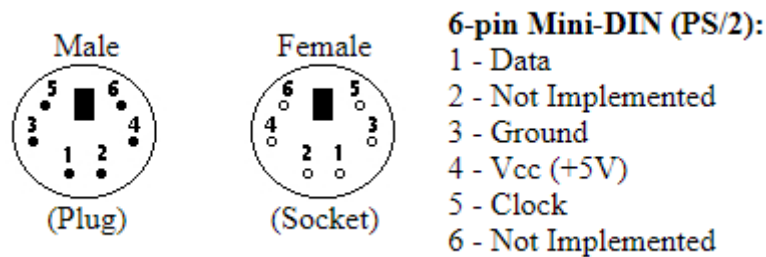 Male
5 6
3 4
1 2
(Plug)
Female
6 5
4 3
2 1
(Socket)
6-pin Mini-DIN (PS/2):
1 - Data
2 - Not Implemented
3 - Ground
4 - Vcc (+5V)
5 - Clock
6 - Not Implemented